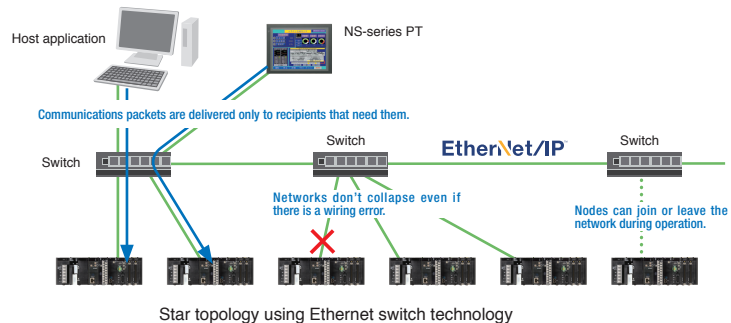 Host application
NS-series PT
Communications packets are delivered only to recipients that need them.
Switch
Switch
EtherNet/IP™
Switch
Networks don't collapse even if
there is a wiring error.
Nodes can join or leave the
network during operation.
Star topology using Ethernet switch technology